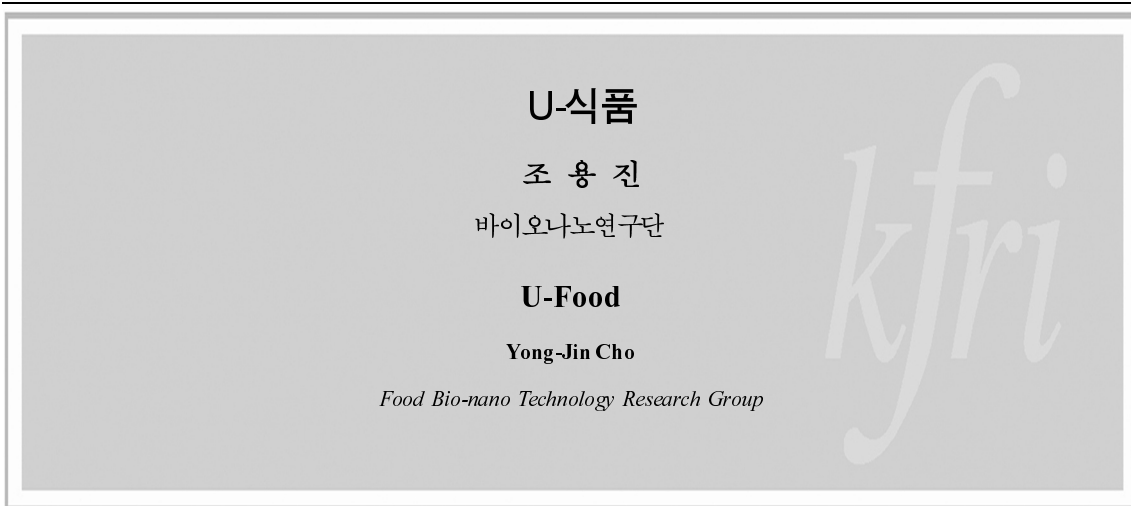 U-식품
조 용 진
바이오나노연구단
U-Food
Yong-Jin Cho
Food Bio-nano Technology Research Group
kfri